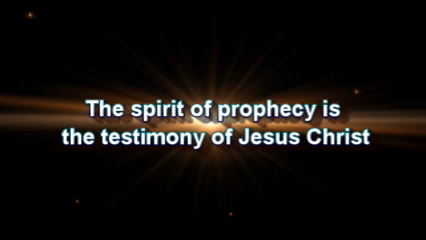 The spirit of prophecy is
the testimony of Jesus Christ